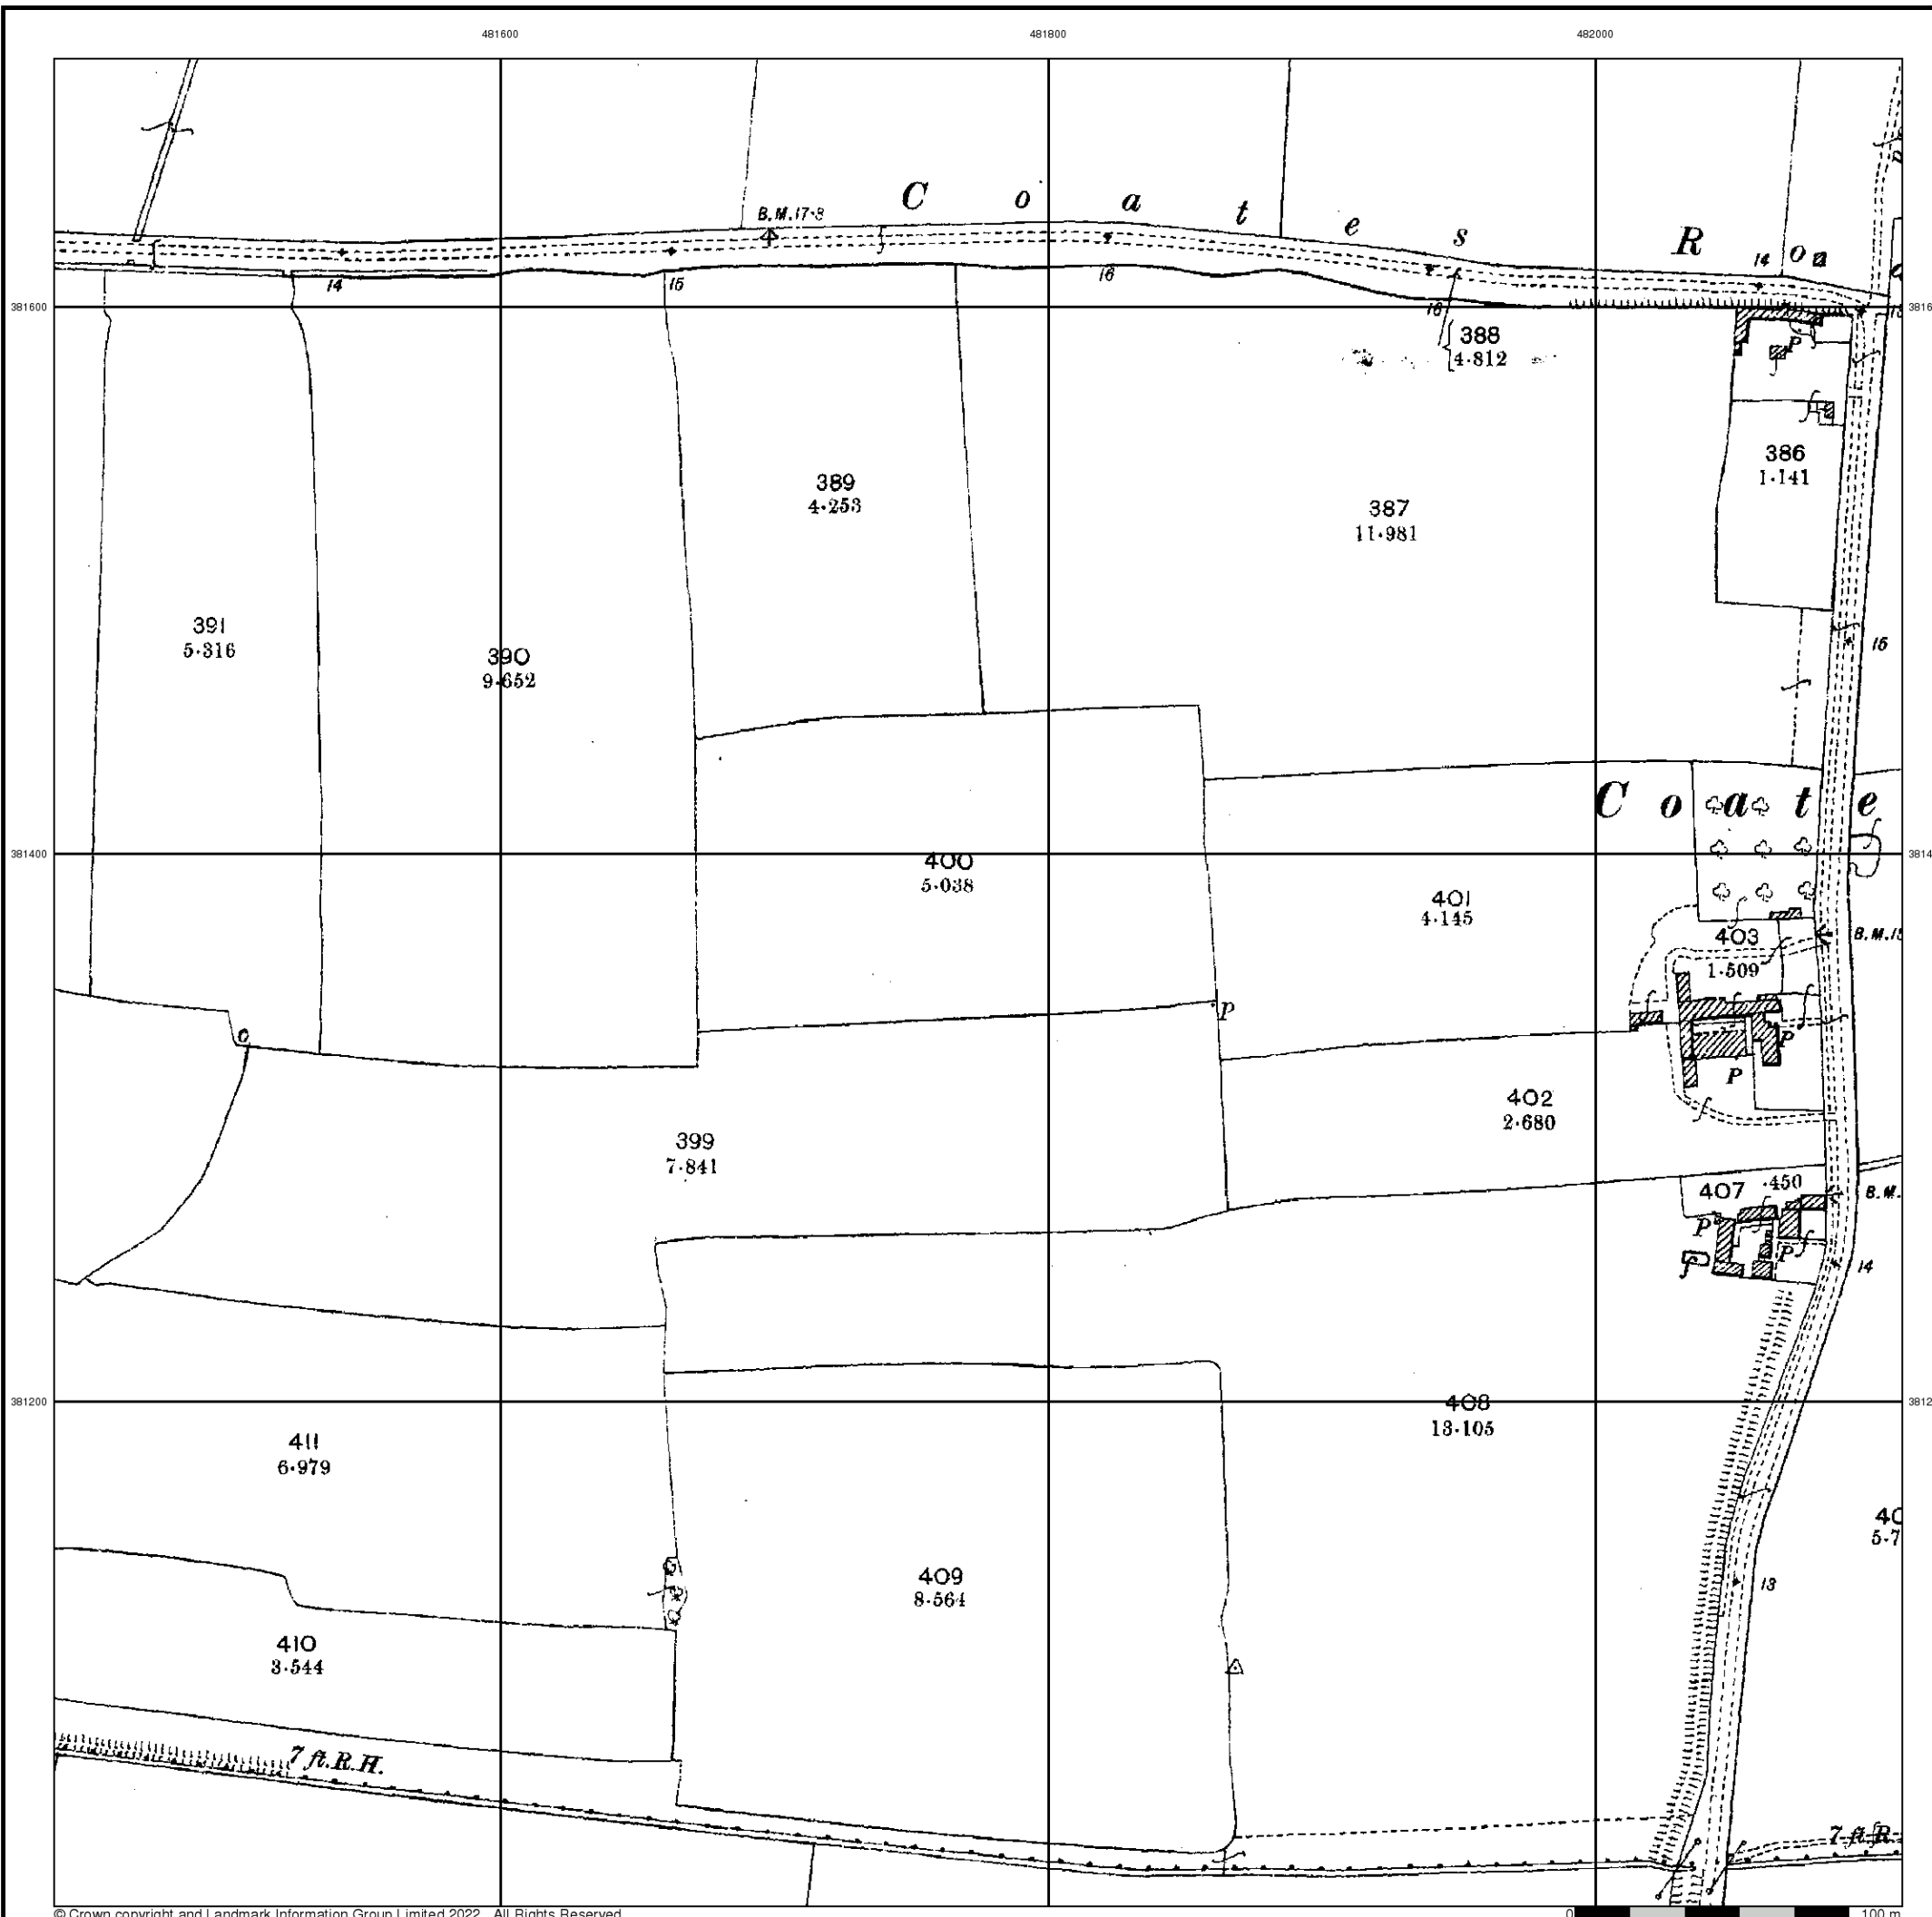 481600 481800 482000
B.M.17·8
C o a t e s R o a
14
14 15 16 16
381600
388
4·812
P
386
1·141
389
4·253
387
11·981
391
5·316
390
9·652
15
C o a t e
381400
400
5·038
401
4·145
403
1·509
B.M.
P
P
P
C
402
2·680
399
7·841
407 ·450
B.M.
P
P
14
381200
408
13·105
411
6·979
409
8·564
13
410
3·544
7 ft. R.H.
7 ft. R
© Crown copyright and Landmark Information Group Limited 2022. All Rights Reserved
0 100 m